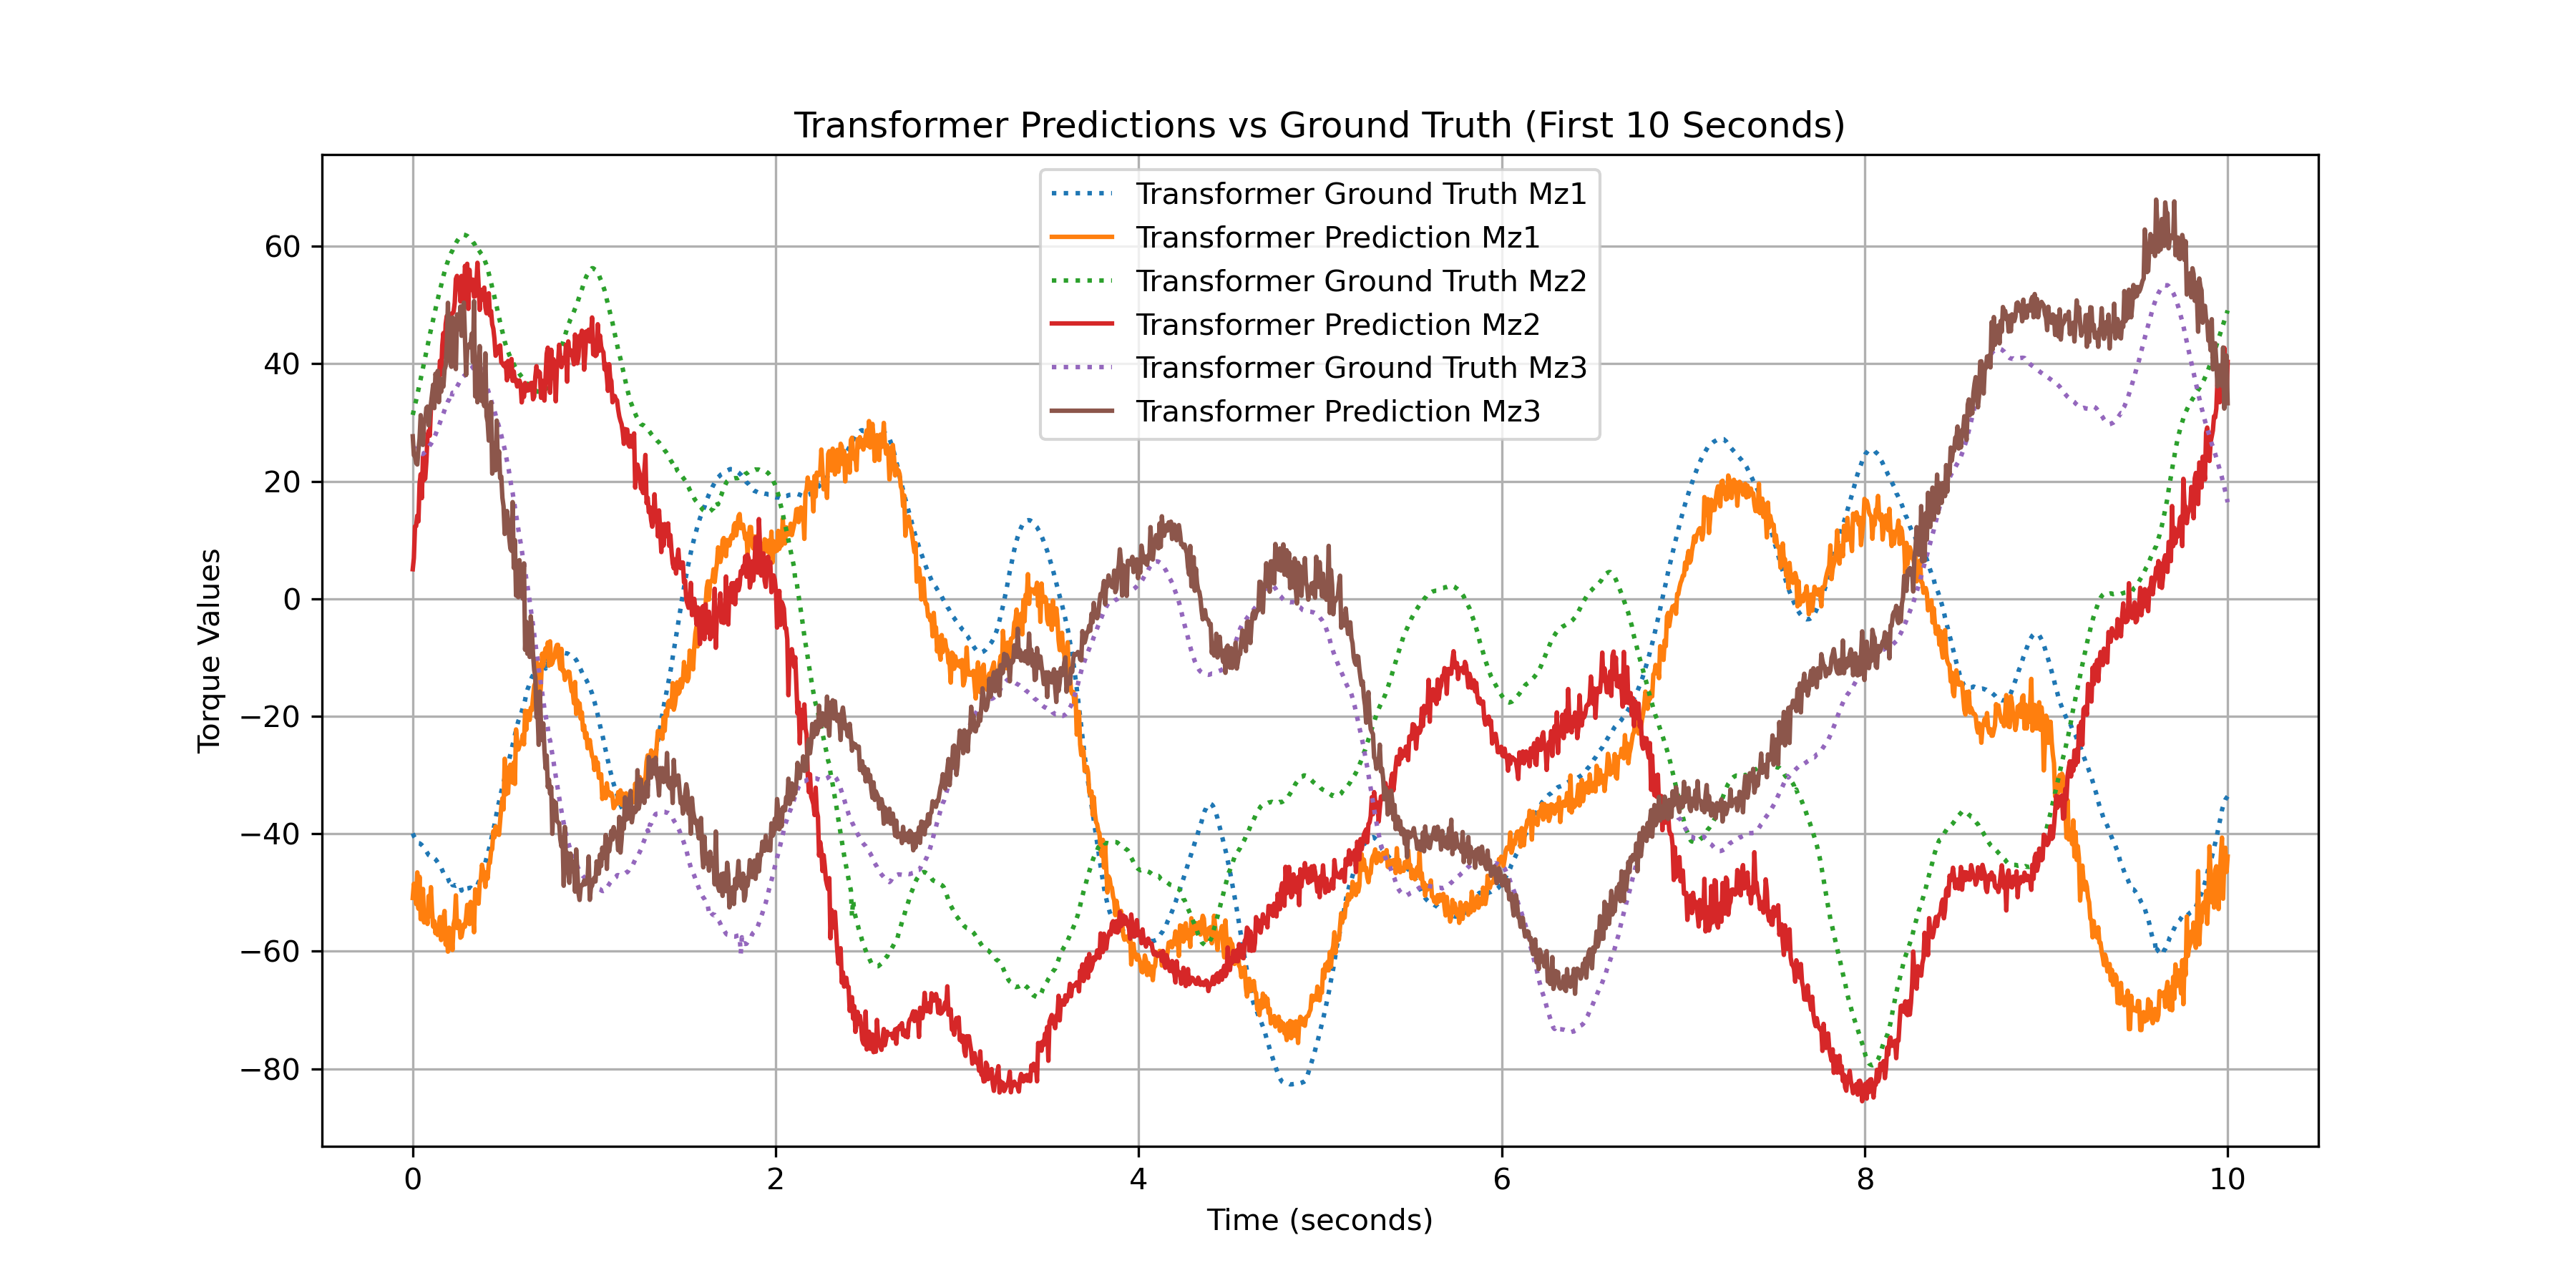 Transformer Predictions vs Ground Truth (First 10 Seconds)
Transformer Ground Truth Mz1
Transformer Prediction Mz1
Transformer Ground Truth Mz2
Transformer Prediction Mz2
Transformer Ground Truth Mz3
Transformer Prediction Mz3
Torque Values
60
40
20
0
−20
−40
−60
−80
0 2 4 6 8 10
Time (seconds)